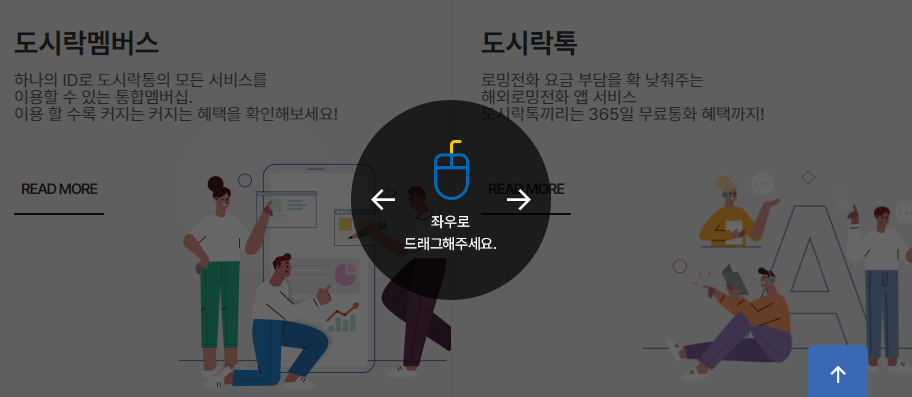 도시락멤버스
하나의 ID로 도시락통의 모든 서비스를
이용할 수 있는 통합멤버십.
이용 할 수록 커지는 커지는 혜택을 확인해보세요!
READ MORE
도시락톡
로밍전화 요금 부담을 확 낮춰주는
해외로밍전화 앱 서비스
도시락톡끼리는 365일 무료통화 혜택까지!
READ MORE
좌우로
드래그해주세요.